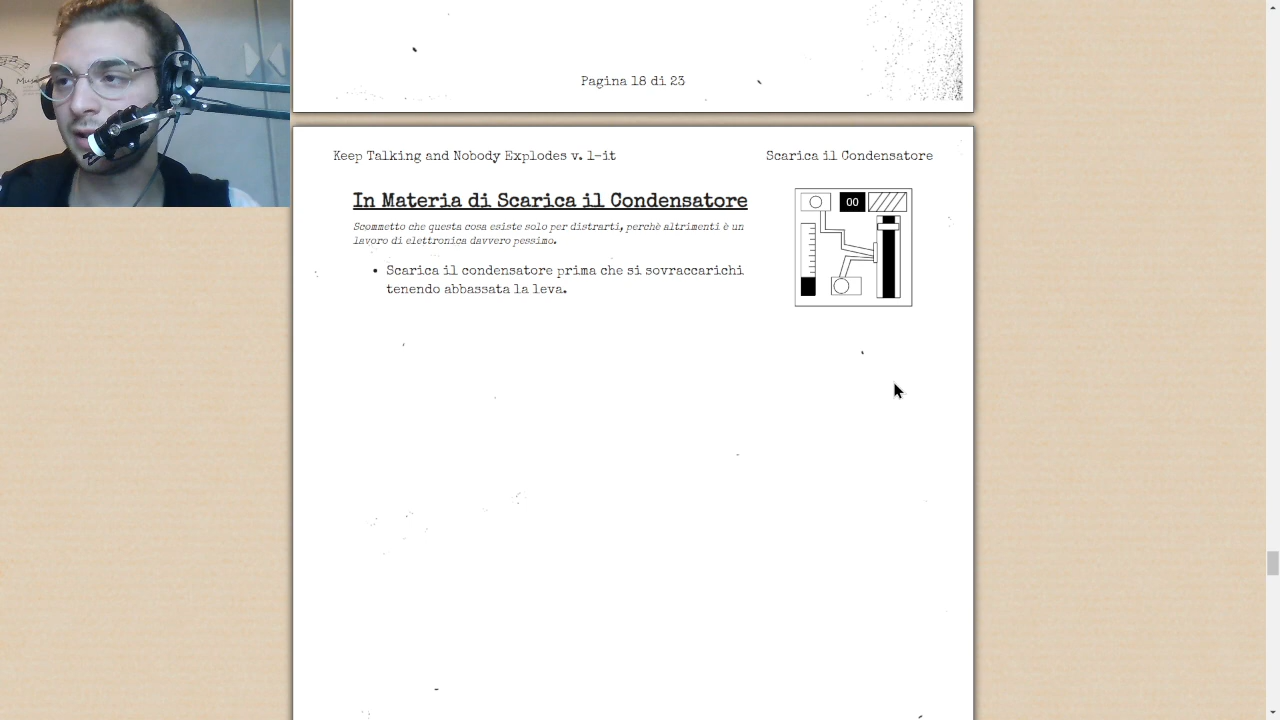 Pagina 18 di 23
Keep Talking and Nobody Explodes v. 1-it
Scarica il Condensatore
In Materia di Scarica il Condensatore
Scommetto che questa cosa esiste solo per distrarti, perchè altrimenti è un
lavoro di elettronica davvero pessimo.
• Scarica il condensatore prima che si sovraccarichi
tenendo abbassata la leva.
00